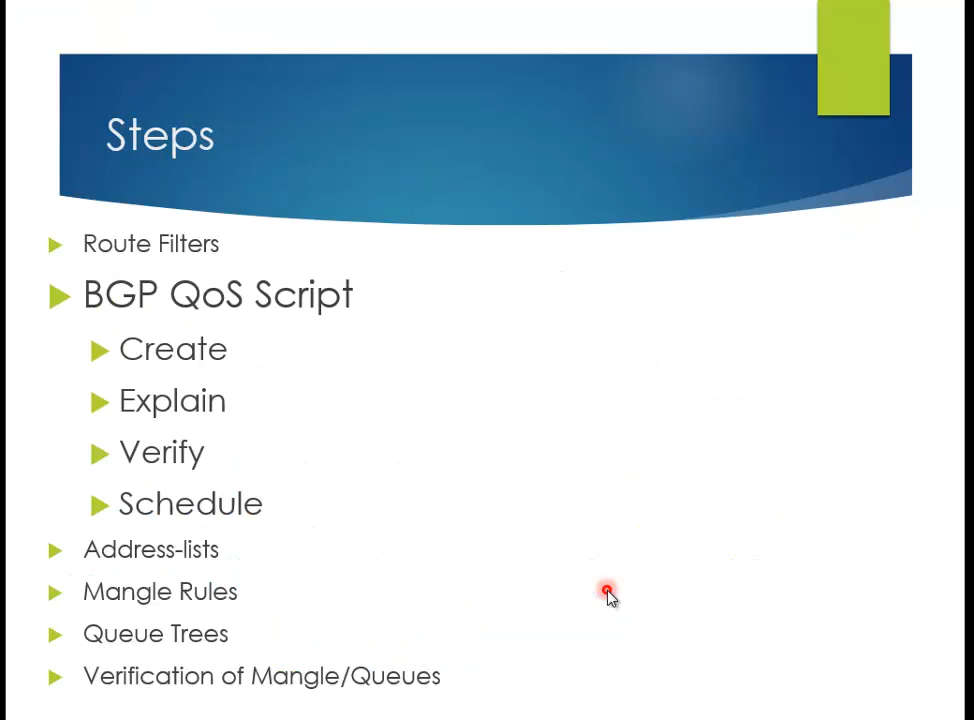 Steps
Route Filters
BGP QoS Script
Create
Explain
Verify
Schedule
Address-lists
Mangle Rules
Queue Trees
Verification of Mangle/Queues